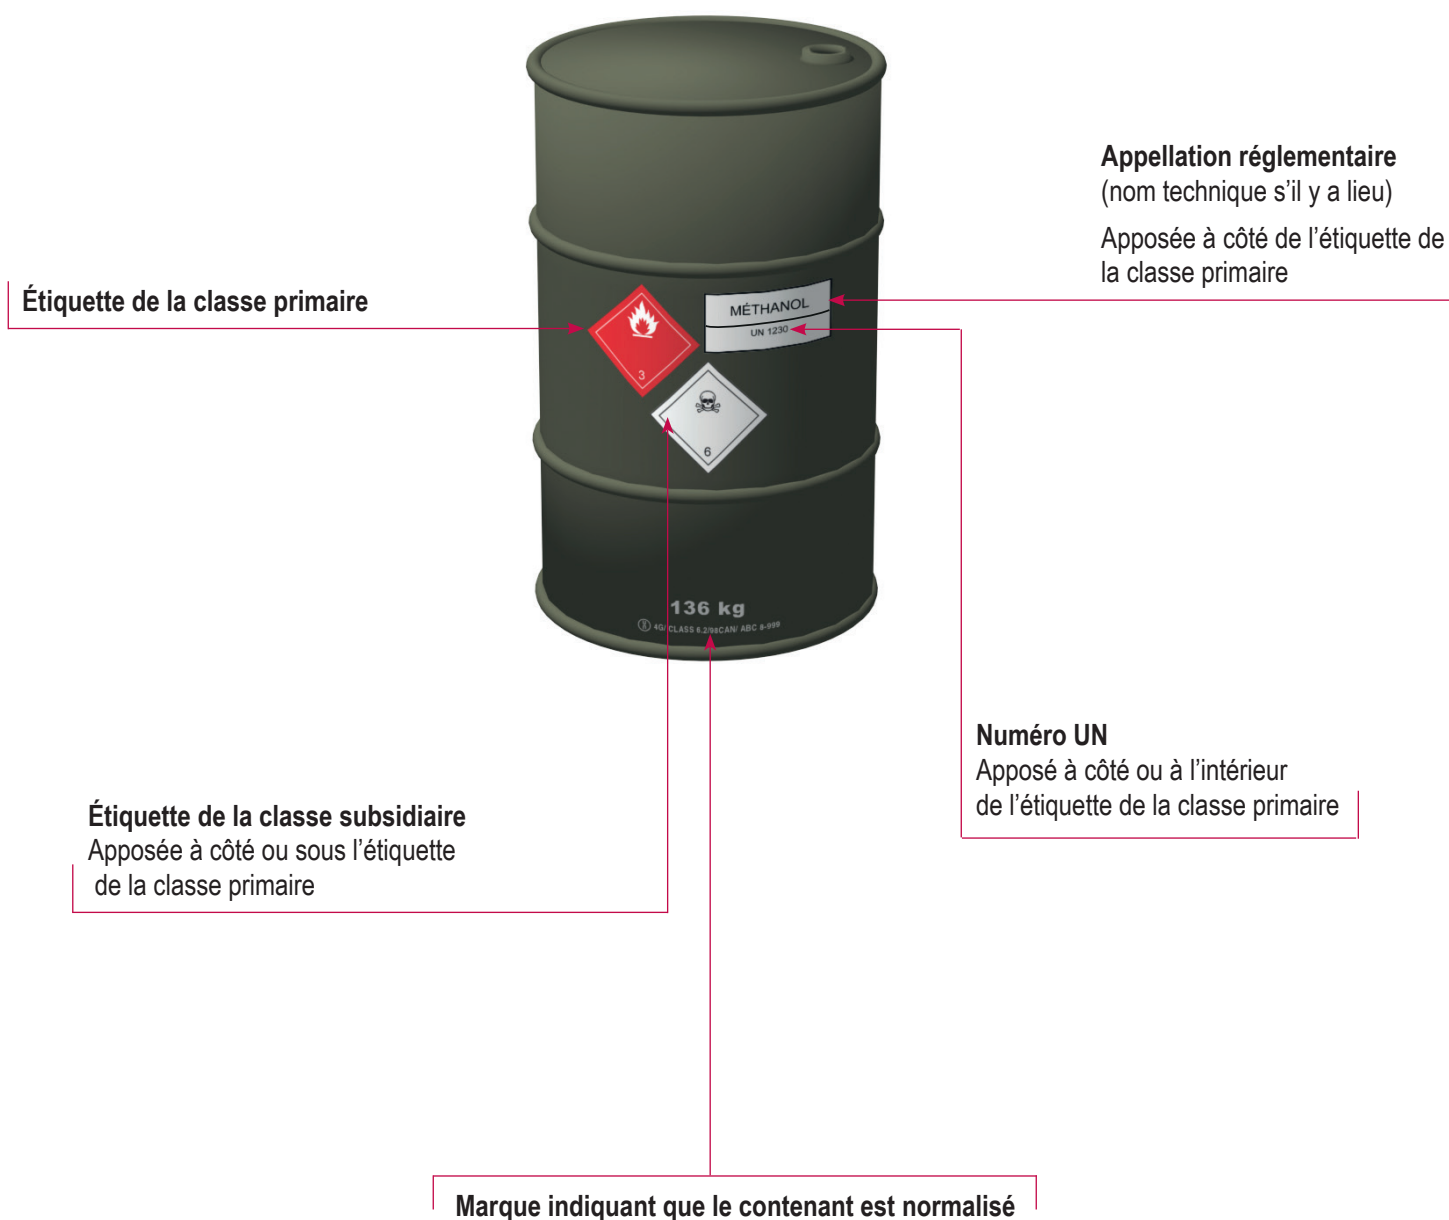 Appellation réglementaire
(nom technique s’il y a lieu)
Apposée à côté de l’étiquette de
la classe primaire
Étiquette de la classe primaire
MÉTHANOL
UN 1230
3
6
136 kg
4G/ CLASS 6.2/98CAN/ ABC 8-999
Numéro UN
Apposé à côté ou à l’intérieur
de l’étiquette de la classe primaire
Étiquette de la classe subsidiaire
Apposée à côté ou sous l’étiquette
de la classe primaire
Marque indiquant que le contenant est normalisé